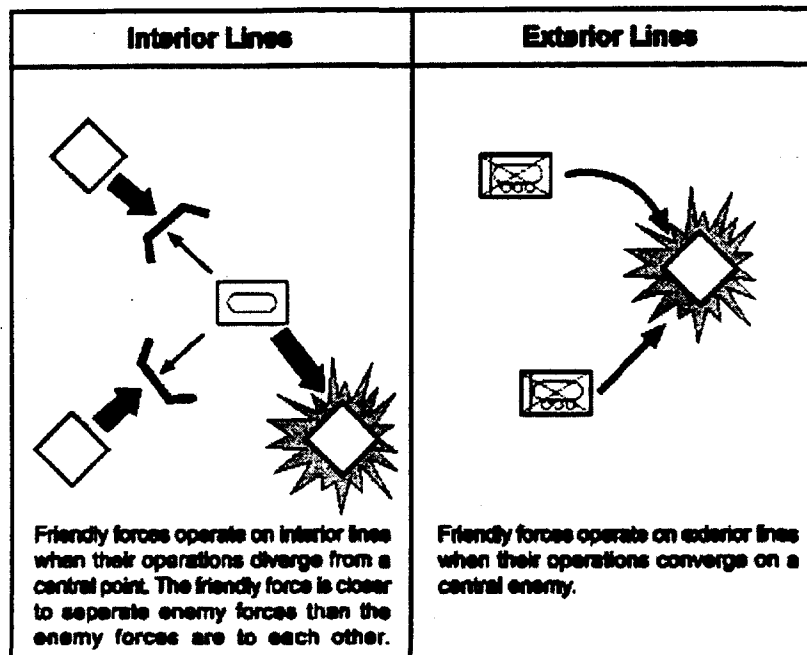 Interior Lines
Exterior Lines
Friendly forces operate on interior lines
when their operations diverge from a
central point. The friendly force is closer
to separate enemy forces than the
enemy forces are to each other.
Friendly forces operate on exterior lines
when their operations converge on a
central enemy.